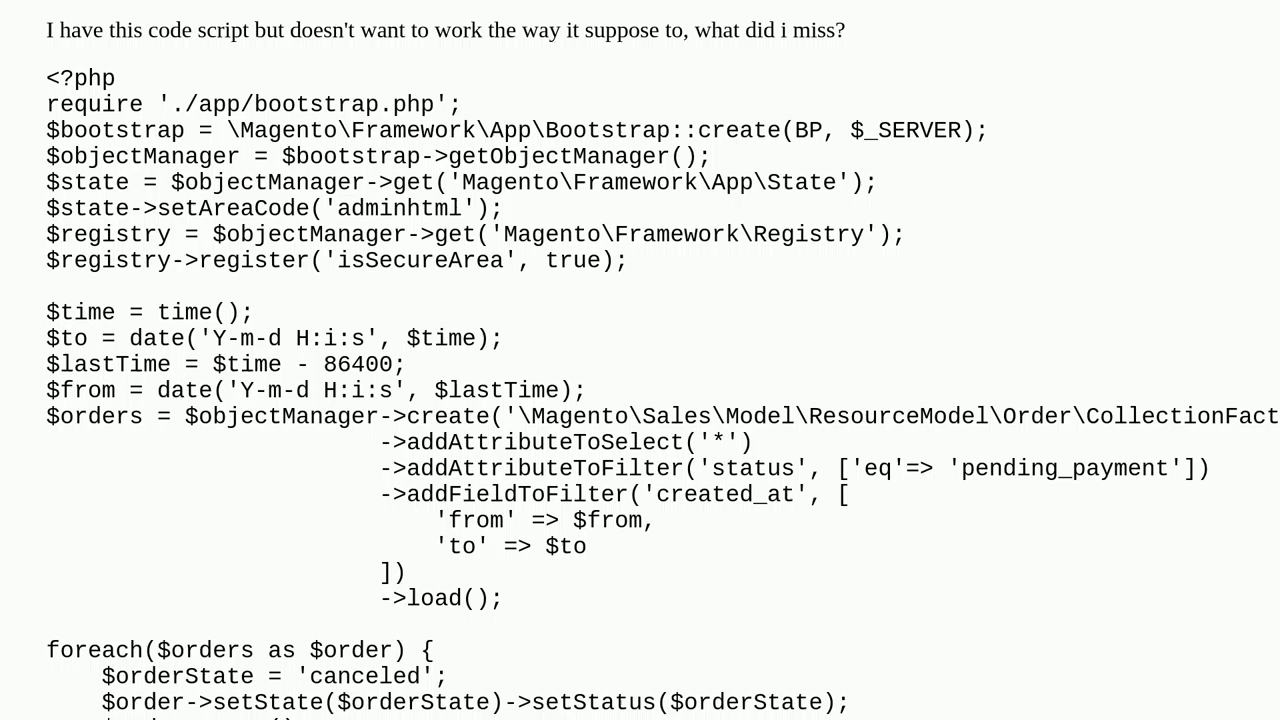 I have this code script but doesn't want to work the way it suppose to, what did i miss?
<?php
require './app/bootstrap.php';
$bootstrap = \Magento\Framework\App\Bootstrap::create(BP, $_SERVER);
$objectManager = $bootstrap->getObjectManager();
$state = $objectManager->get('Magento\Framework\App\State');
$state->setAreaCode('adminhtml');
$registry = $objectManager->get('Magento\Framework\Registry');
$registry->register('isSecureArea', true);
$time = time();
$to = date('Y-m-d H:i:s', $time);
$lastTime = $time - 86400;
$from = date('Y-m-d H:i:s', $lastTime);
$orders = $objectManager->create('\Magento\Sales\Model\ResourceModel\Order\CollectionFact
->addAttributeToSelect('*')
->addAttributeToFilter('status', ['eq'=> 'pending_payment'])
->addFieldToFilter('created_at', [
'from' => $from,
'to' => $to
])
->load();
foreach($orders as $order) {
$orderState = 'canceled';
$order->setState($orderState)->setStatus($orderState);